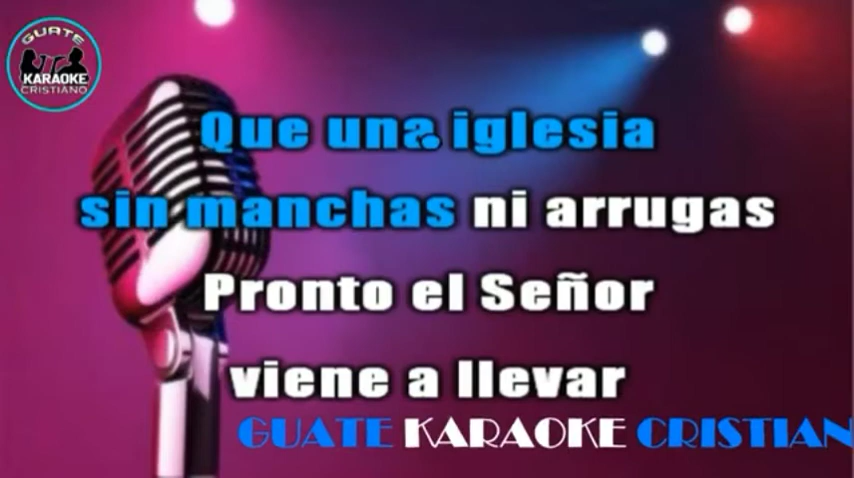 GUATE
KARAOKE
CRISTIANO
Que una iglesia
sin manchas ni arrugas
Pronto el Señor
viene a llevar
GUATE KARAOKE CRISTIAN